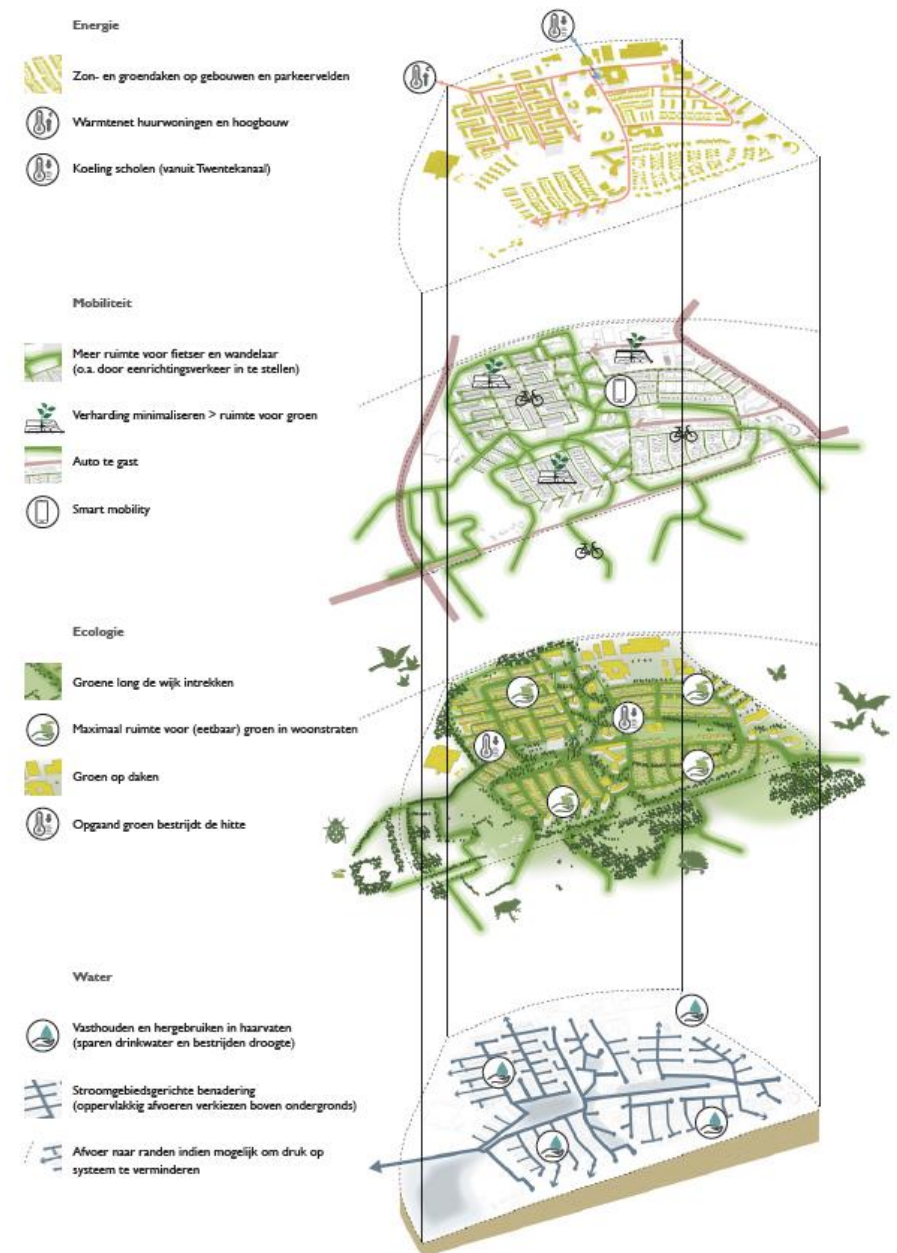 Energie
Zon- en groendaken op gebouwen en parkeervelden
Warmtenet huurwoningen en hoogbouw
Koeling scholen (vanuit Twentekanaal)
Mobiliteit
Meer ruimte voor fietser en wandelaar
(o.a. door eenrichtingsverkeer in te stellen)
Verharding minimaliseren > ruimte voor groen
Auto te gast
Smart mobility
Ecologie
Groene long de wijk intrekken
Maximaal ruimte voor (eetbaar) groen in woonstraten
Groen op daken
Opgaand groen bestrijdt de hitte
Water
Vasthouden en hergebruiken in haarvaten
(sparen drinkwater en bestrijden droogte)
Stroomgebiedsgerichte benadering
(oppervlakkig afvoeren verkiezen boven ondergronds)
Afvoer naar randen indien mogelijk om druk op
systeem te verminderen